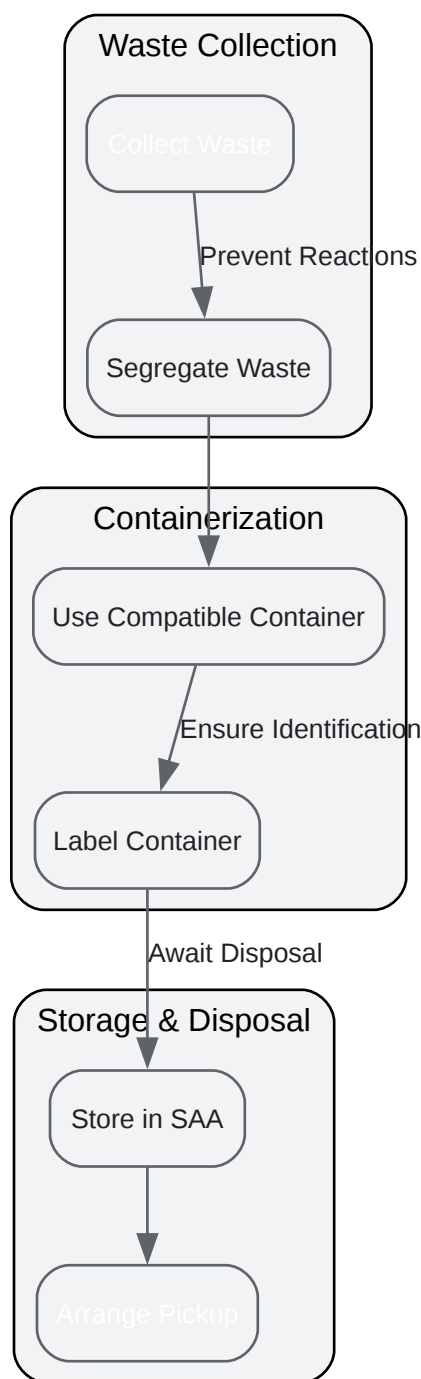 Waste Collection
Collect Waste
Prevent Reactions
Segregate Waste
Containerization
Use Compatible Container
Ensure Identification
Label Container
Await Disposal
Storage & Disposal
Store in SAA
Arrange Pickup